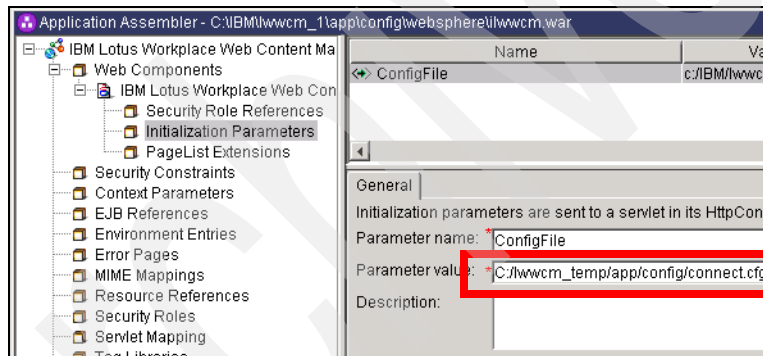 Application Assembler - C:\IBM\lwwcm_1\app\config\websphere\ilwwcm.war
IBM Lotus Workplace Web Content Ma
Web Components
IBM Lotus Workplace Web Con
Security Role References
Initialization Parameters
PageList Extensions
Security Constraints
Context Parameters
EJB References
Environment Entries
Error Pages
MIME Mappings
Resource References
Security Roles
Servlet Mapping
Tag Libraries
Name Va
ConfigFile c:/IBM/lwwc
General
Initialization parameters are sent to a servlet in its HttpCon
Parameter name: *ConfigFile
Parameter value: *C:/lwwcm_temp/app/config/connect.cfg
Description: